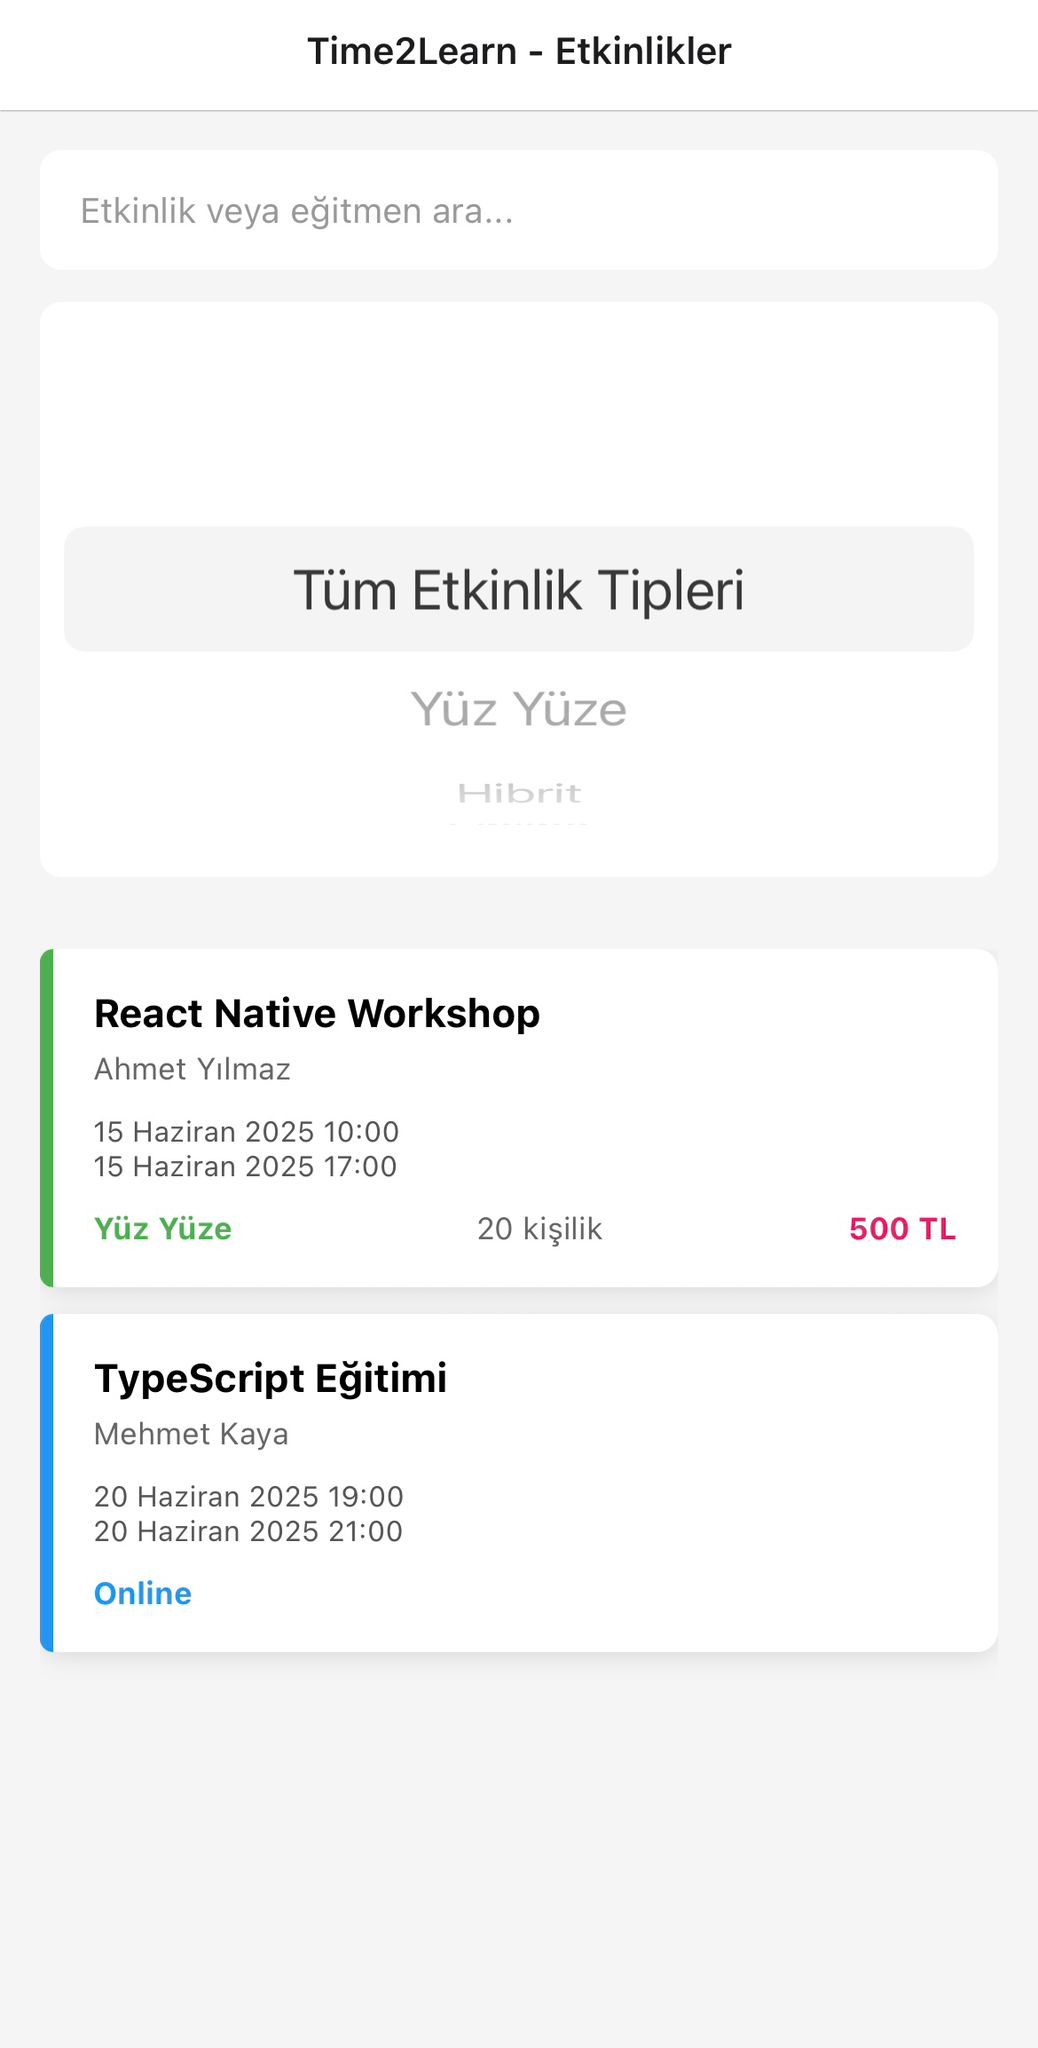 Time2Learn - Etkinlikler
Etkinlik veya eğitmen ara...
Tüm Etkinlik Tipleri
Yüz Yüze
Hibrit
React Native Workshop
Ahmet Yılmaz
15 Haziran 2025 10:00
15 Haziran 2025 17:00
Yüz Yüze 20 kişilik 500 TL
TypeScript Eğitimi
Mehmet Kaya
20 Haziran 2025 19:00
20 Haziran 2025 21:00
Online